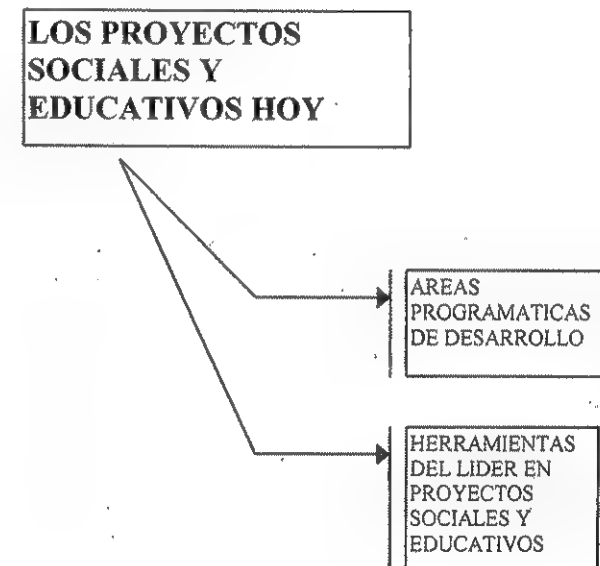 LOS PROYECTOS
SOCIALES Y
EDUCATIVOS HOY
AREAS
PROGRAMATICAS
DE DESARROLLO
HERRAMIENTAS
DEL LIDER EN
PROYECTOS
SOCIALES Y
EDUCATIVOS